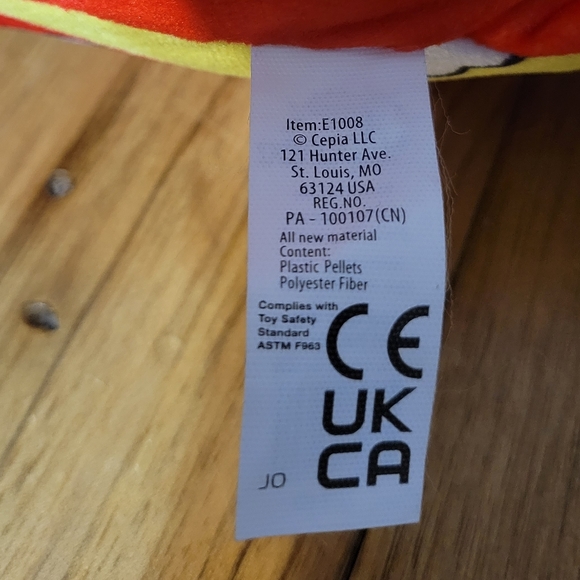 Item:E1008
© Cepia LLC
121 Hunter Ave.
St. Louis, MO
63124 USA
REG.NO.
PA - 100107(CN)
All new material
Content:
Plastic Pellets
Polyester Fiber
Complies with
Toy Safety
Standard
ASTM F963
CE
UK
CA
JO